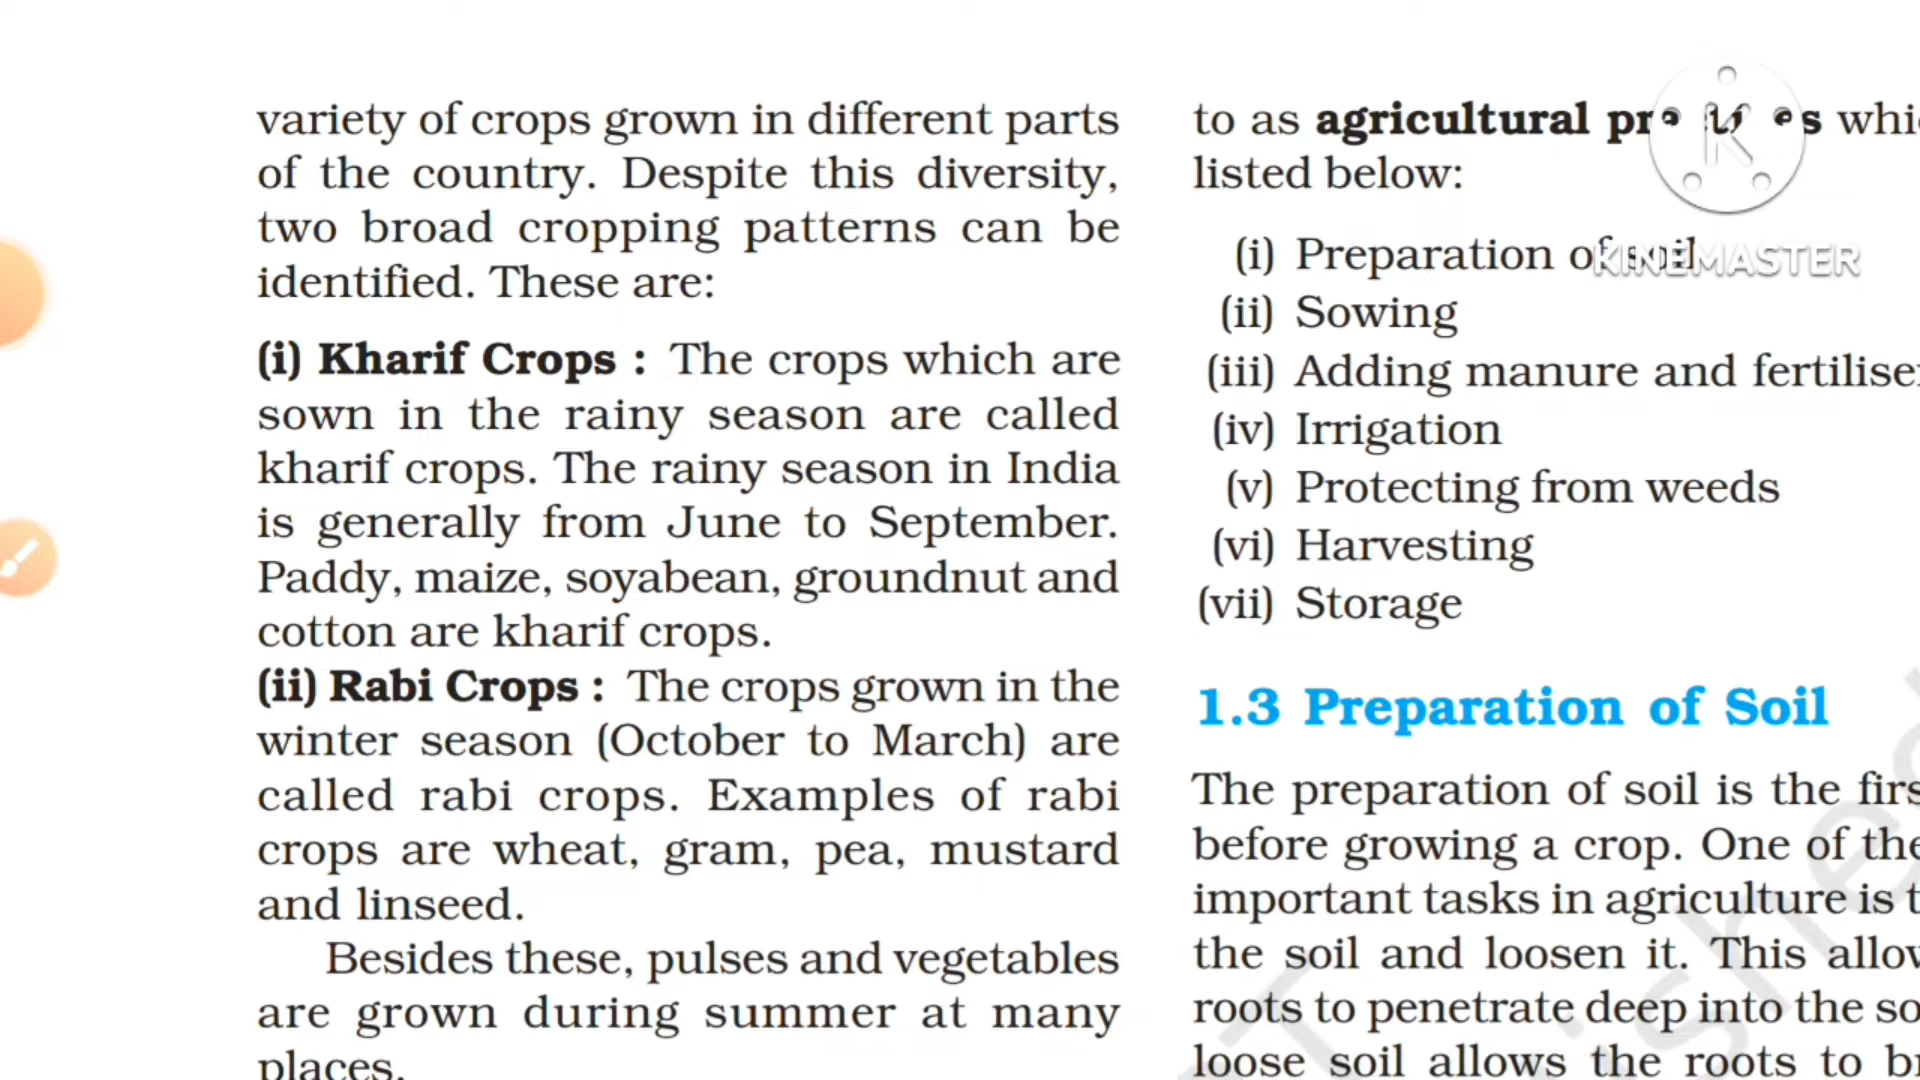 variety of crops grown in different parts
of the country. Despite this diversity,
two broad cropping patterns can be
identified. These are:
(i) Kharif Crops : The crops which are
sown in the rainy season are called
kharif crops. The rainy season in India
is generally from June to September.
Paddy, maize, soyabean, groundnut and
cotton are kharif crops.
(ii) Rabi Crops : The crops grown in the
winter season (October to March) are
called rabi crops. Examples of rabi
crops are wheat, gram, pea, mustard
and linseed.
Besides these, pulses and vegetables
are grown during summer at many
places.
to as agricultural
listed below:
(i) Preparation of soil
(ii) Sowing
(iii) Adding manure and
(iv) Irrigation
(v) Protecting from weeds
(vi) Harvesting
(vii) Storage
1.3 Preparation of Soil
The preparation of soil is the
before growing a crop. One of
important tasks in agriculture is
the soil and loosen it. This
roots to penetrate deep into the
loose soil allows the roots to
K
KINEMASTER